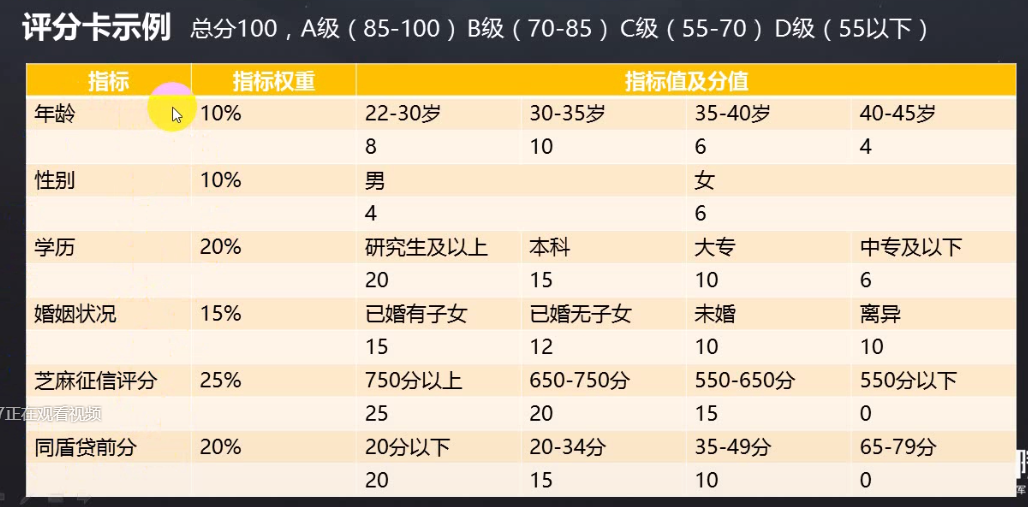 评分卡示例 总分100，A级（85-100）B级（70-85）C级（55-70）D级（55以下）
指标 指标权重 指标值及分值
年龄 10% 22-30岁 30-35岁 35-40岁 40-45岁
8 10 6 4
性别 10% 男 女
4 6
学历 20% 研究生及以上 本科 大专 中专及以下
20 15 10 6
婚姻状况 15% 已婚有子女 已婚无子女 未婚 离异
15 12 10 10
芝麻征信评分 25% 750分以上 650-750分 550-650分 550分以下
7正在观看视频
25 20 15 0
同盾贷前分 20% 20分以下 20-34分 35-49分 65-79分
20 15 10 0